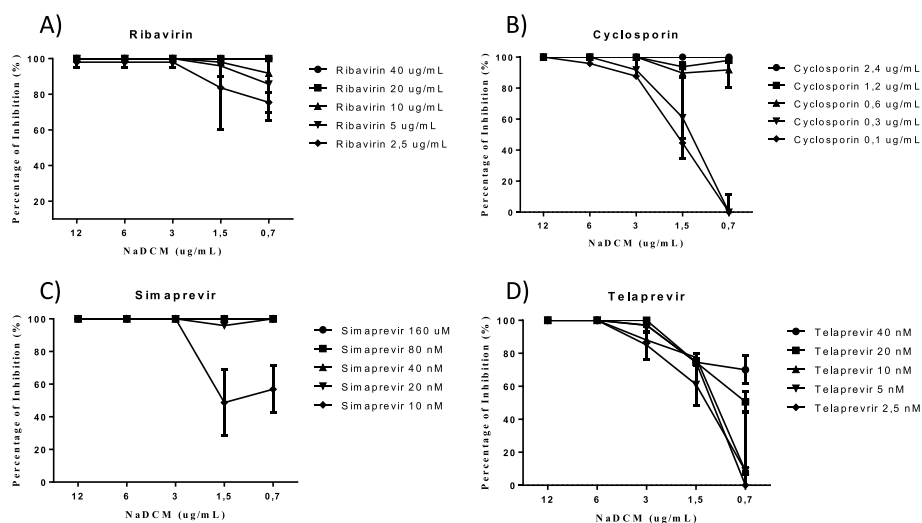 A)
Ribavirin
Percentage of Inhibition (%)
100
80
60
40
20
12 6 3 1,5 0,7
NaDCM (ug/mL)
Ribavirin 40 ug/mL
Ribavirin 20 ug/mL
Ribavirin 10 ug/mL
Ribavirin 5 ug/mL
Ribavirin 2,5 ug/mL
B)
Cyclosporin
Percentage of Inhibition (%)
100
80
60
40
20
0
12 6 3 1,5 0,7
NaDCM (ug/mL)
Cyclosporin 2,4 ug/mL
Cyclosporin 1,2 ug/mL
Cyclosporin 0,6 ug/mL
Cyclosporin 0,3 ug/mL
Cyclosporin 0,1 ug/mL
C)
Simaprevir
Percentage of Inhibition (%)
100
80
60
40
20
0
12 6 3 1,5 0,7
NaDCM (ug/mL)
Simaprevir 160 uM
Simaprevir 80 nM
Simaprevir 40 nM
Simaprevir 20 nM
Simaprevir 10 nM
D)
Telaprevir
Percentage of Inhibition (%)
100
80
60
40
20
0
12 6 3 1,5 0,7
NaDCM (ug/mL)
Telaprevir 40 nM
Telaprevir 20 nM
Telaprevir 10 nM
Telaprevir 5 nM
Telaprevrir 2,5 nM